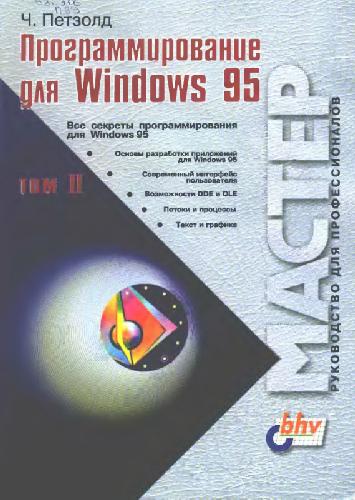 Ч. Петзолд
Программирование
для Windows 95
Все секреты программирования
для Windows 95
Основы разработки приложений
для Windows 95
Современный интерфейс
пользователя
Возможности DDE и OLE
Потоки и процессы
Текст и графика
ТОМ II
МАСТЕР
РУКОВОДСТВО ДЛЯ ПРОФЕССИОНАЛОВ
bhv